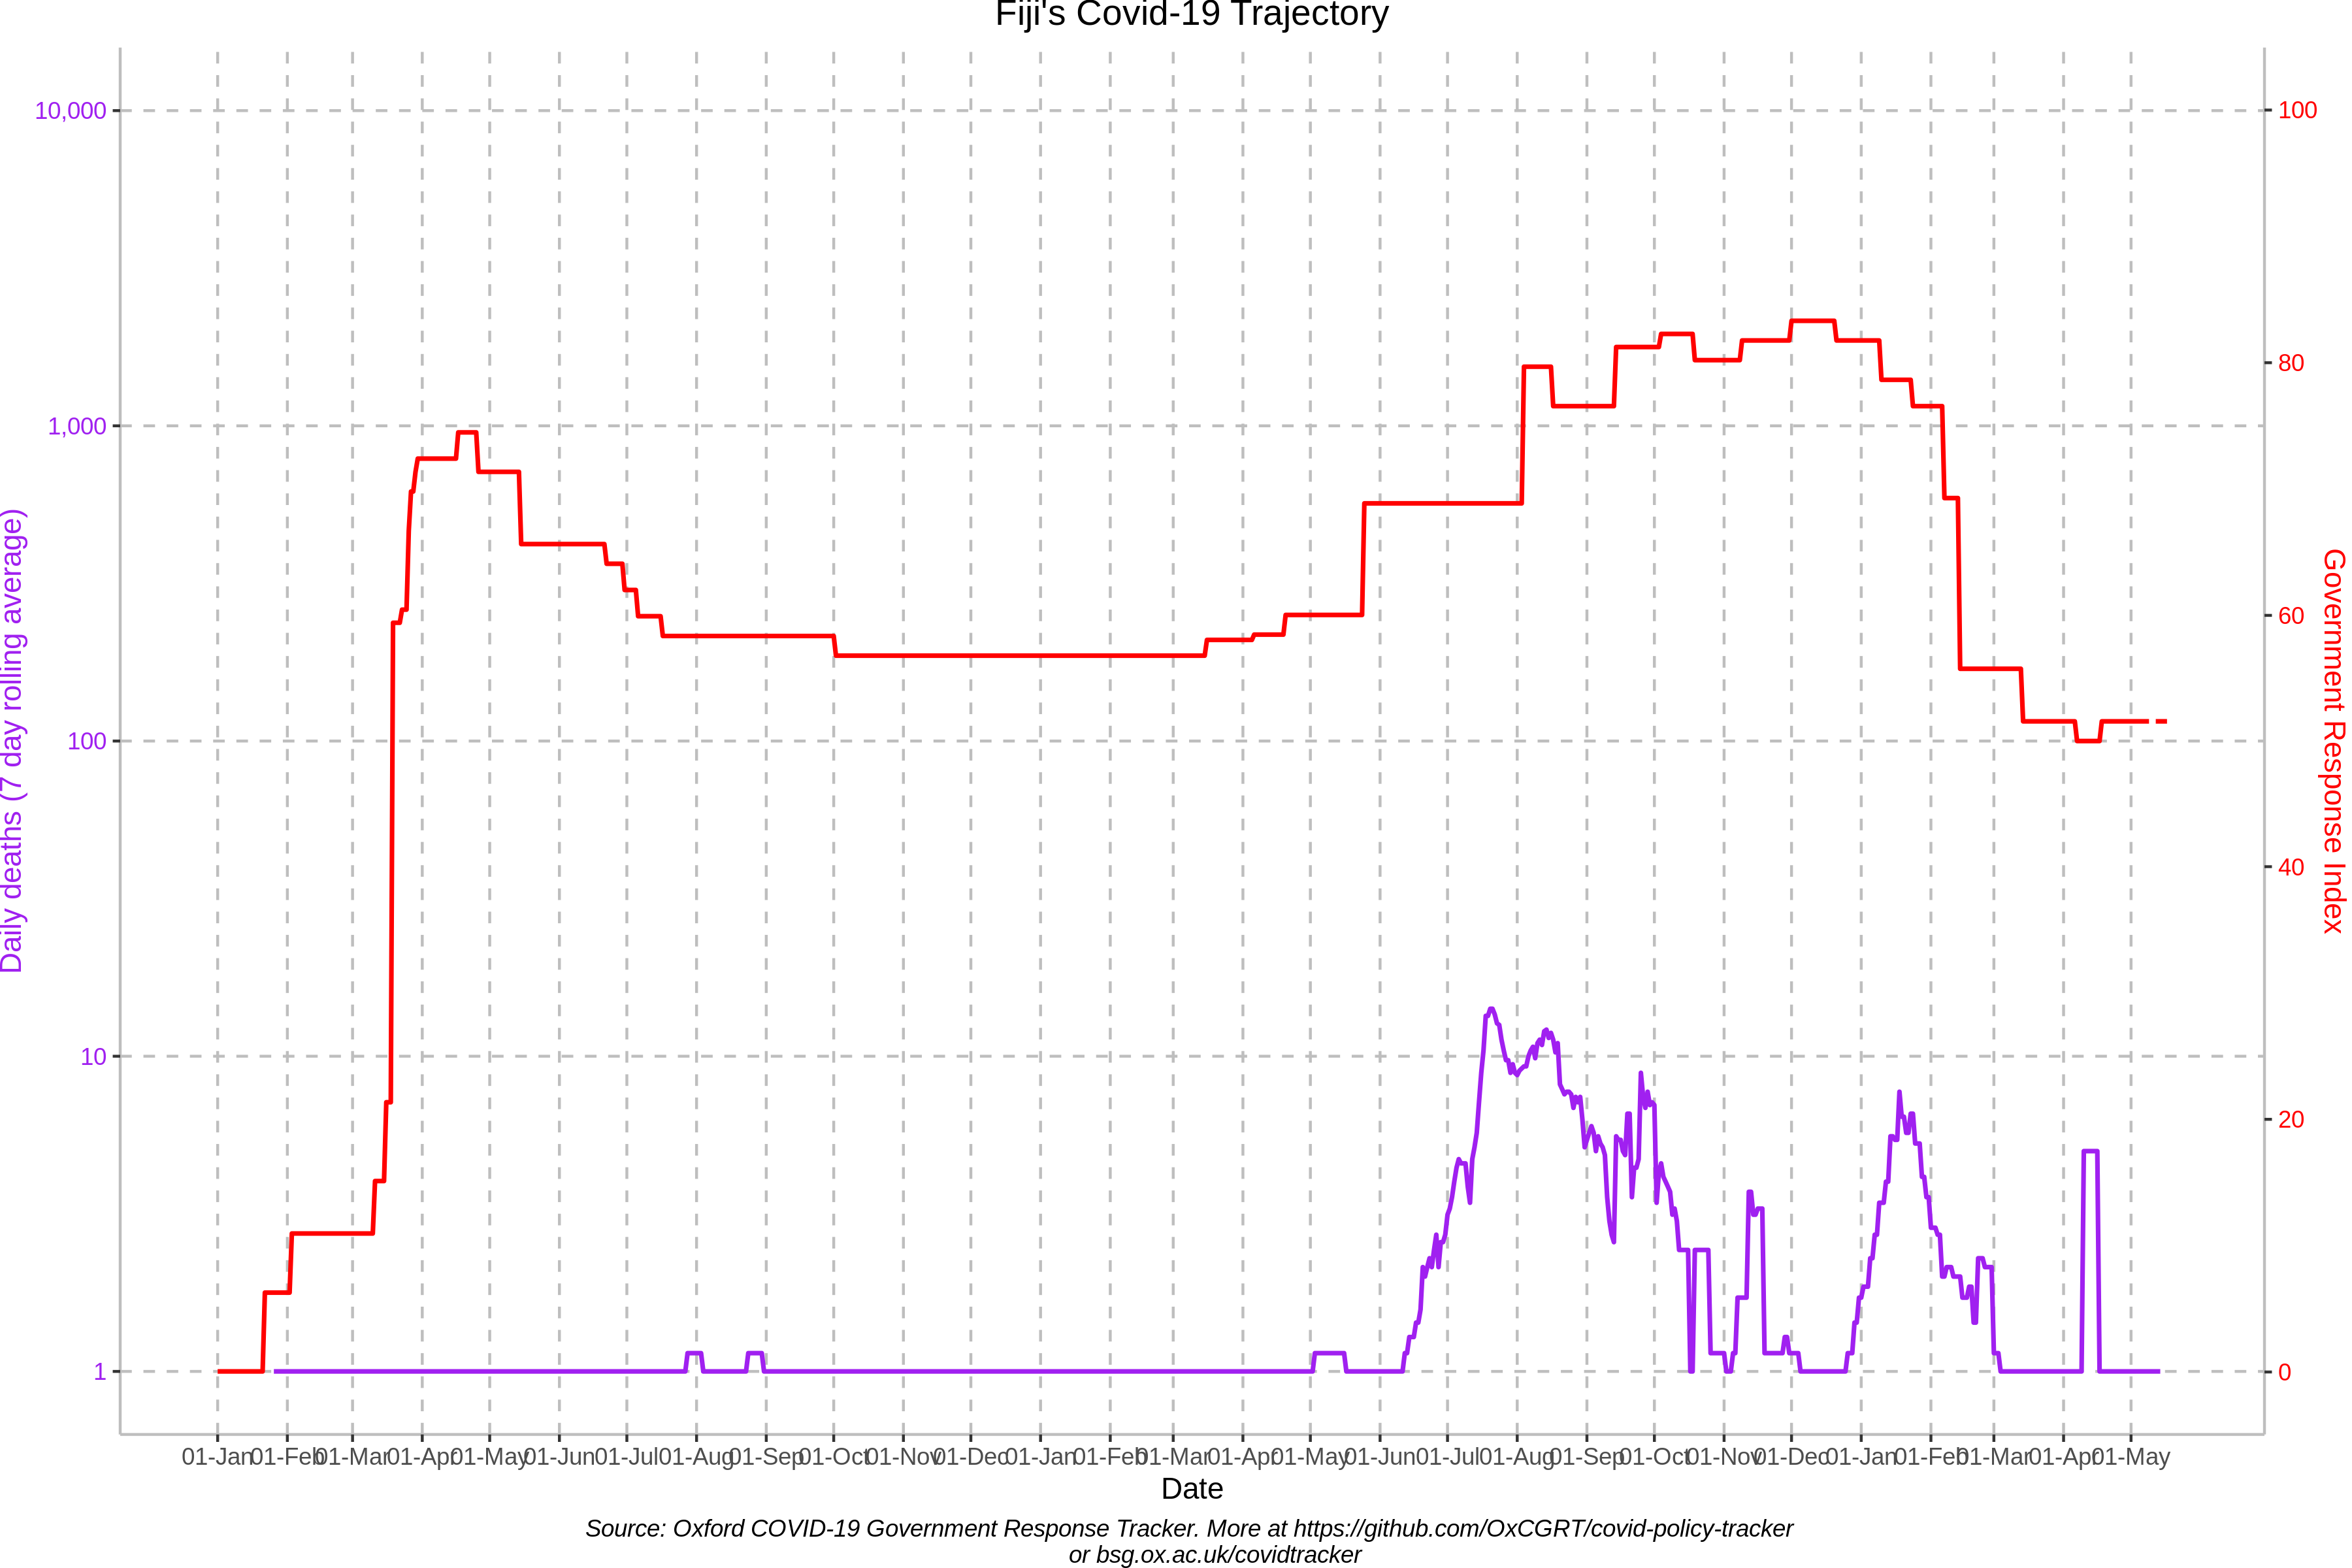 Fiji's Covid-19 Trajectory
10,000
1,000
100
10
1
Daily deaths (7 day rolling average)
100
80
60
40
20
0
Government Response Index
01-Jan
01-Feb
01-Mar
01-Apr
01-May
01-Jun
01-Jul
01-Aug
01-Sep
01-Oct
01-Nov
01-Dec
01-Jan
01-Feb
01-Mar
01-Apr
01-May
01-Jun
01-Jul
01-Aug
01-Sep
01-Oct
01-Nov
01-Dec
01-Jan
01-Feb
01-Mar
01-Apr
01-May
Date
Source: Oxford COVID-19 Government Response Tracker. More at https://github.com/OxCGRT/covid-policy-tracker
or bsg.ox.ac.uk/covidtracker